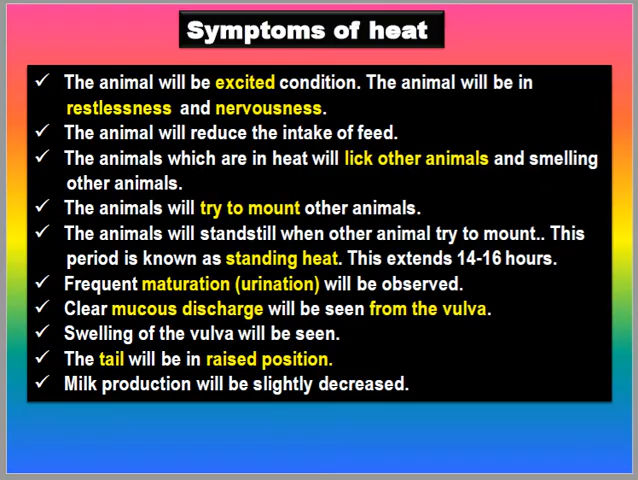 Symptoms of heat
✓ The animal will be excited condition. The animal will be in
restlessness and nervousness.
✓ The animal will reduce the intake of feed.
✓ The animals which are in heat will lick other animals and smelling
other animals.
✓ The animals will try to mount other animals.
✓ The animals will standstill when other animal try to mount.. This
period is known as standing heat. This extends 14-16 hours.
✓ Frequent maturation (urination) will be observed.
✓ Clear mucous discharge will be seen from the vulva.
✓ Swelling of the vulva will be seen.
✓ The tail will be in raised position.
✓ Milk production will be slightly decreased.